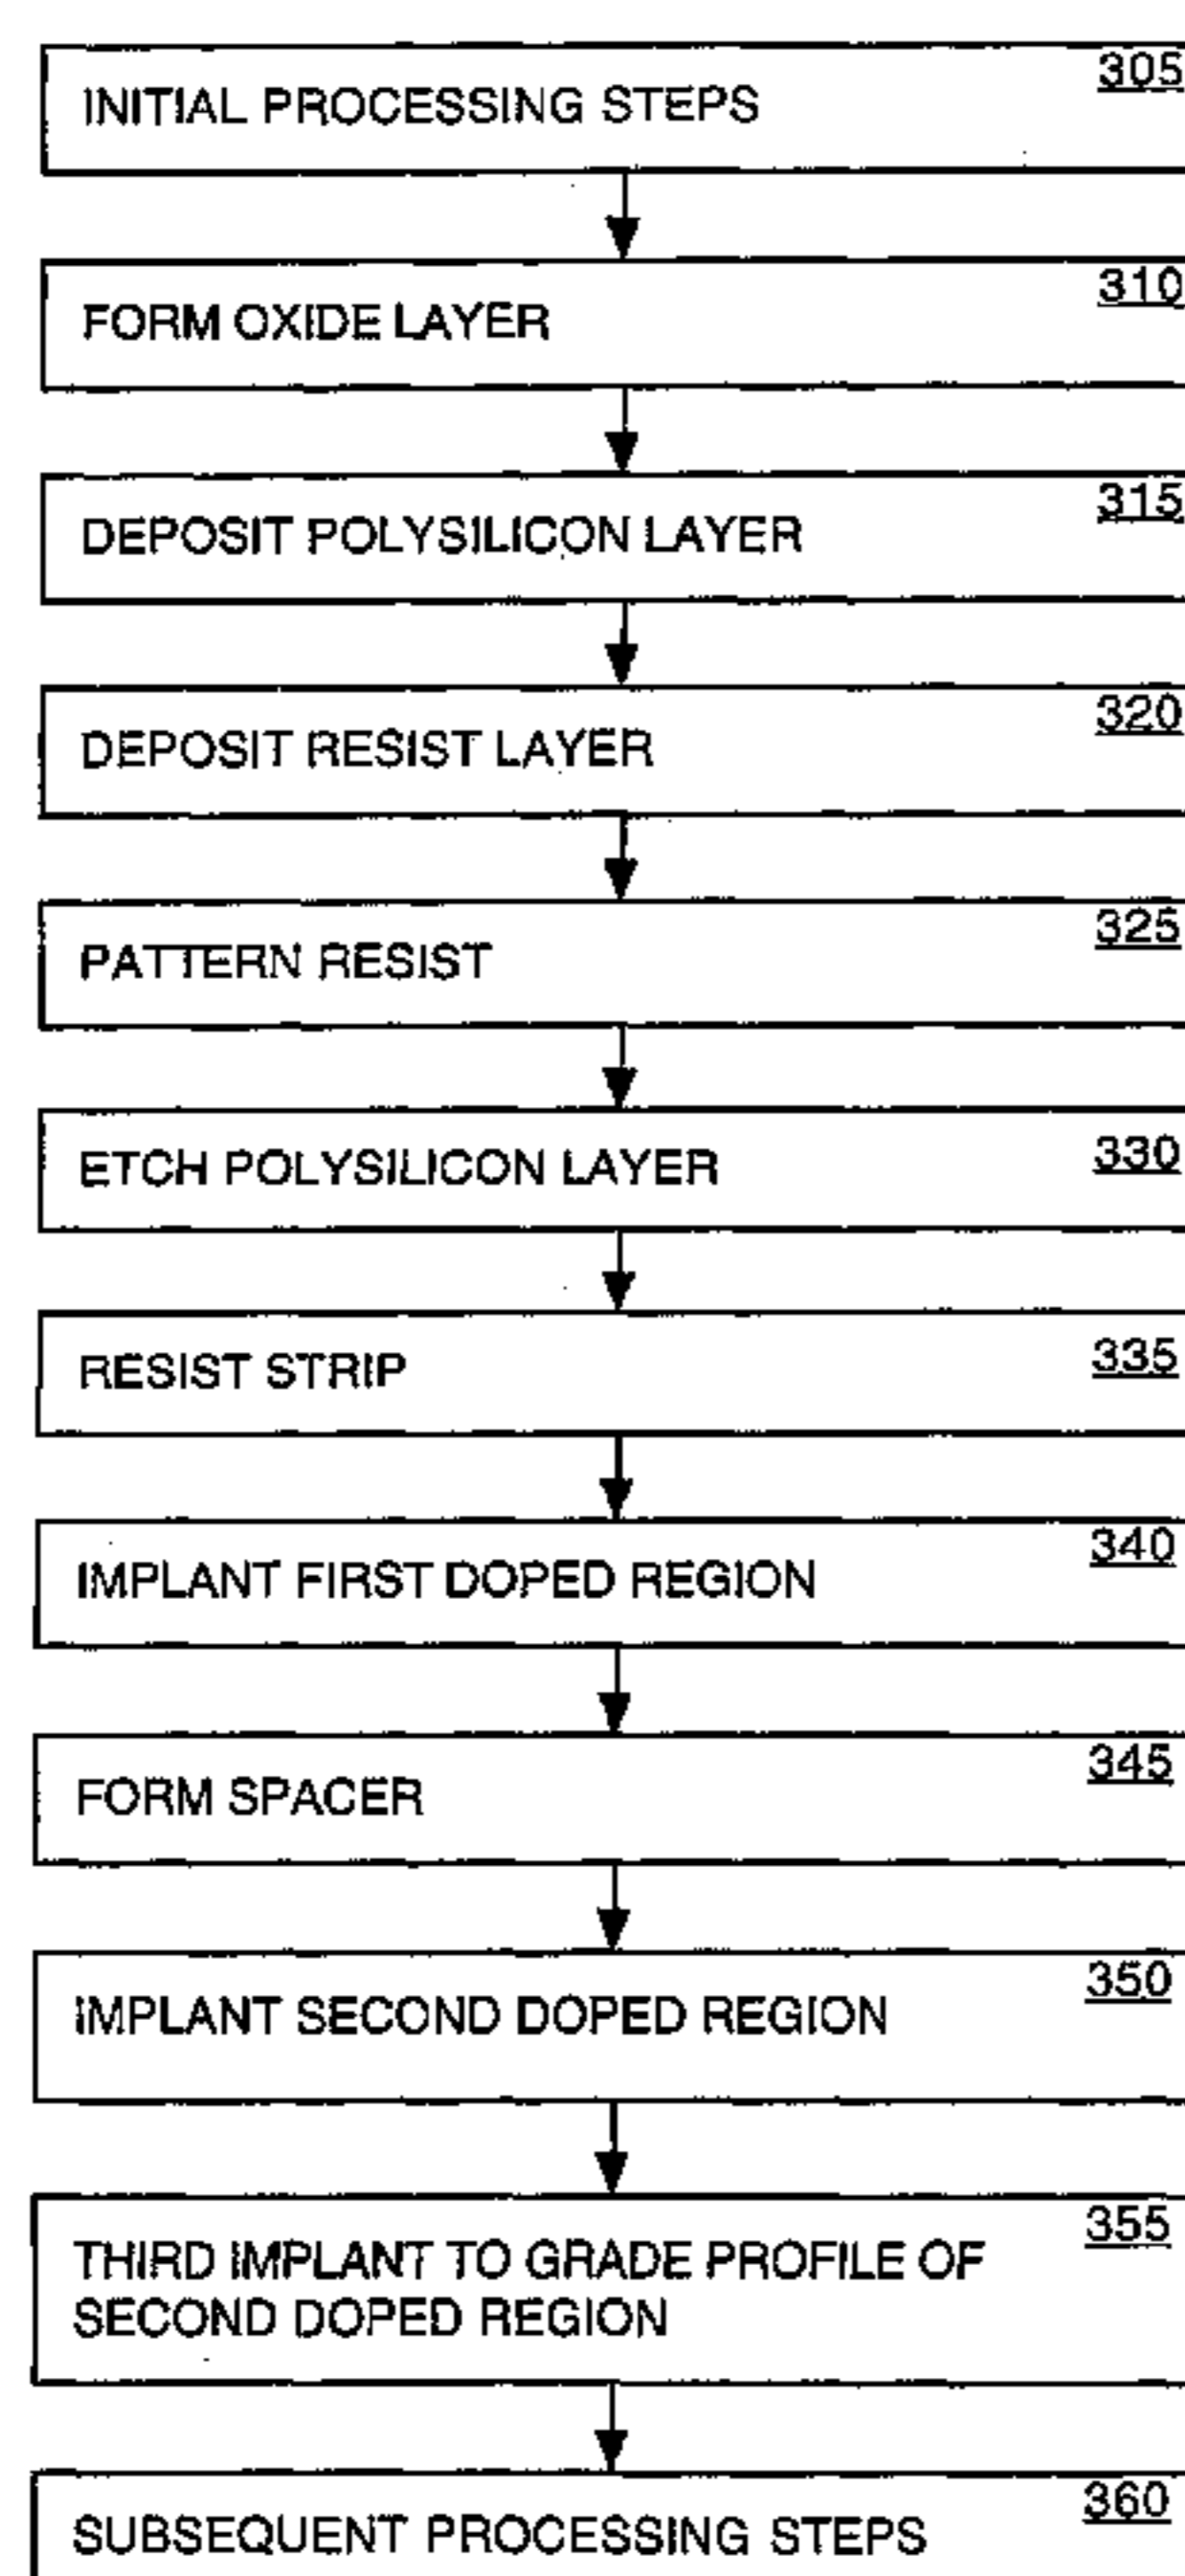 305
INITIAL PROCESSING STEPS
310
FORM OXIDE LAYER
315
DEPOSIT POLYSILICON LAYER
320
DEPOSIT RESIST LAYER
325
PATTERN RESIST
330
ETCH POLYSILICON LAYER
335
RESIST STRIP
340
IMPLANT FIRST DOPED REGION
345
FORM SPACER
350
IMPLANT SECOND DOPED REGION
355
THIRD IMPLANT TO GRADE PROFILE OF
SECOND DOPED REGION
360
SUBSEQUENT PROCESSING STEPS